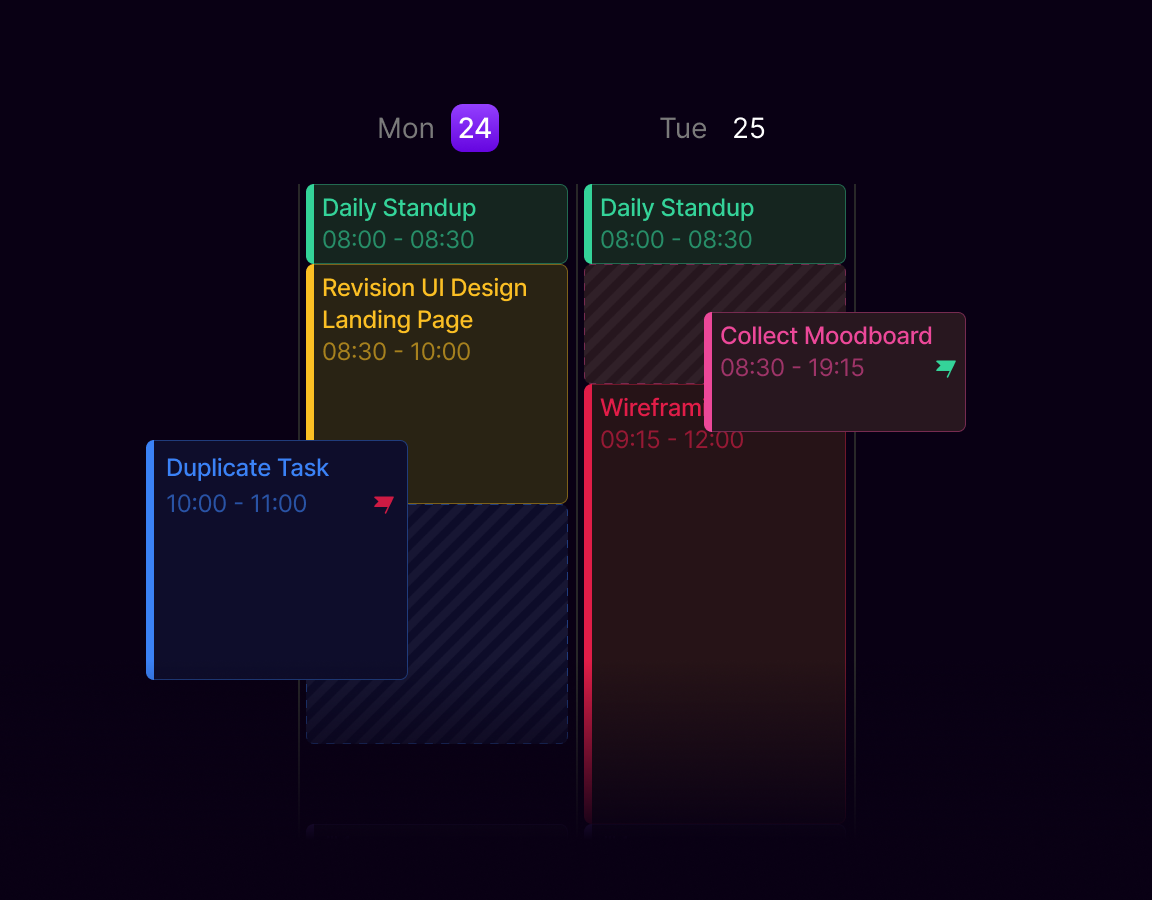 Mon 24
Tue 25
Daily Standup
08:00 - 08:30
Revision UI Design
Landing Page
08:30 - 10:00
Duplicate Task
10:00 - 11:00
Daily Standup
08:00 - 08:30
Collect Moodboard
08:30 - 19:15
09:15 - 12:00